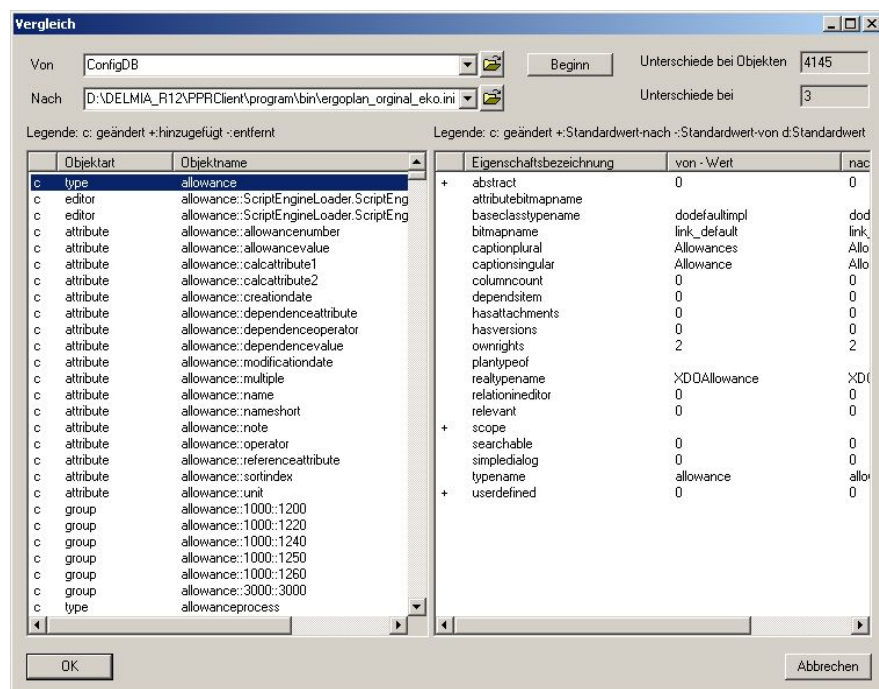 Vergleich
Von ConfigDB Beginn Unterschiede bei Objekten 4145
Nach D:\DELMIA_R12\PPRClient\program\bin\ergoplan_orginal_eko.ini Unterschiede bei 3
Legende: c: geändert +:hinzugefügt -:entfernt
Objektart Objektname
c type allowance
c editor allowance::ScriptEngineLoader.ScriptEng
c editor allowance::ScriptEngineLoader.ScriptEng
c attribute allowance::allowancenumber
c attribute allowance::allowancevalue
c attribute allowance::calcattribute1
c attribute allowance::calcattribute2
c attribute allowance::creationdate
c attribute allowance::dependenceattribute
c attribute allowance::dependenceoperator
c attribute allowance::dependencevalue
c attribute allowance::modificationdate
c attribute allowance::multiple
c attribute allowance::name
c attribute allowance::nameshort
c attribute allowance::note
c attribute allowance::operator
c attribute allowance::referenceattribute
c attribute allowance::sortindex
c attribute allowance::unit
c group allowance::1000::1200
c group allowance::1000::1220
c group allowance::1000::1240
c group allowance::1000::1250
c group allowance::1000::1260
c group allowance::3000::3000
c type allowanceprocess
Legende: c: geändert +:Standardwert-nach -:Standardwert-von d:Standardwert
Eigenschaftsbezeichnung von - Wert nac
+ abstract 0 0
attributebitmapname
baseclasstypename dodefaultimpl dod
bitmapname link_default link_
captionplural Allowances Allo
captionsingular Allowance Allo
columncount 0 0
dependsitem 0 0
hasattachments 0 0
hasversions 0 0
ownrights 2 2
plantypeof
realtypename XDOAllowance XDO
relationineditor 0 0
relevant 0 0
+ scope
searchable 0 0
simpledialog 0 0
typename allowance allo
+ userdefined 0 0
OK Abbrechen